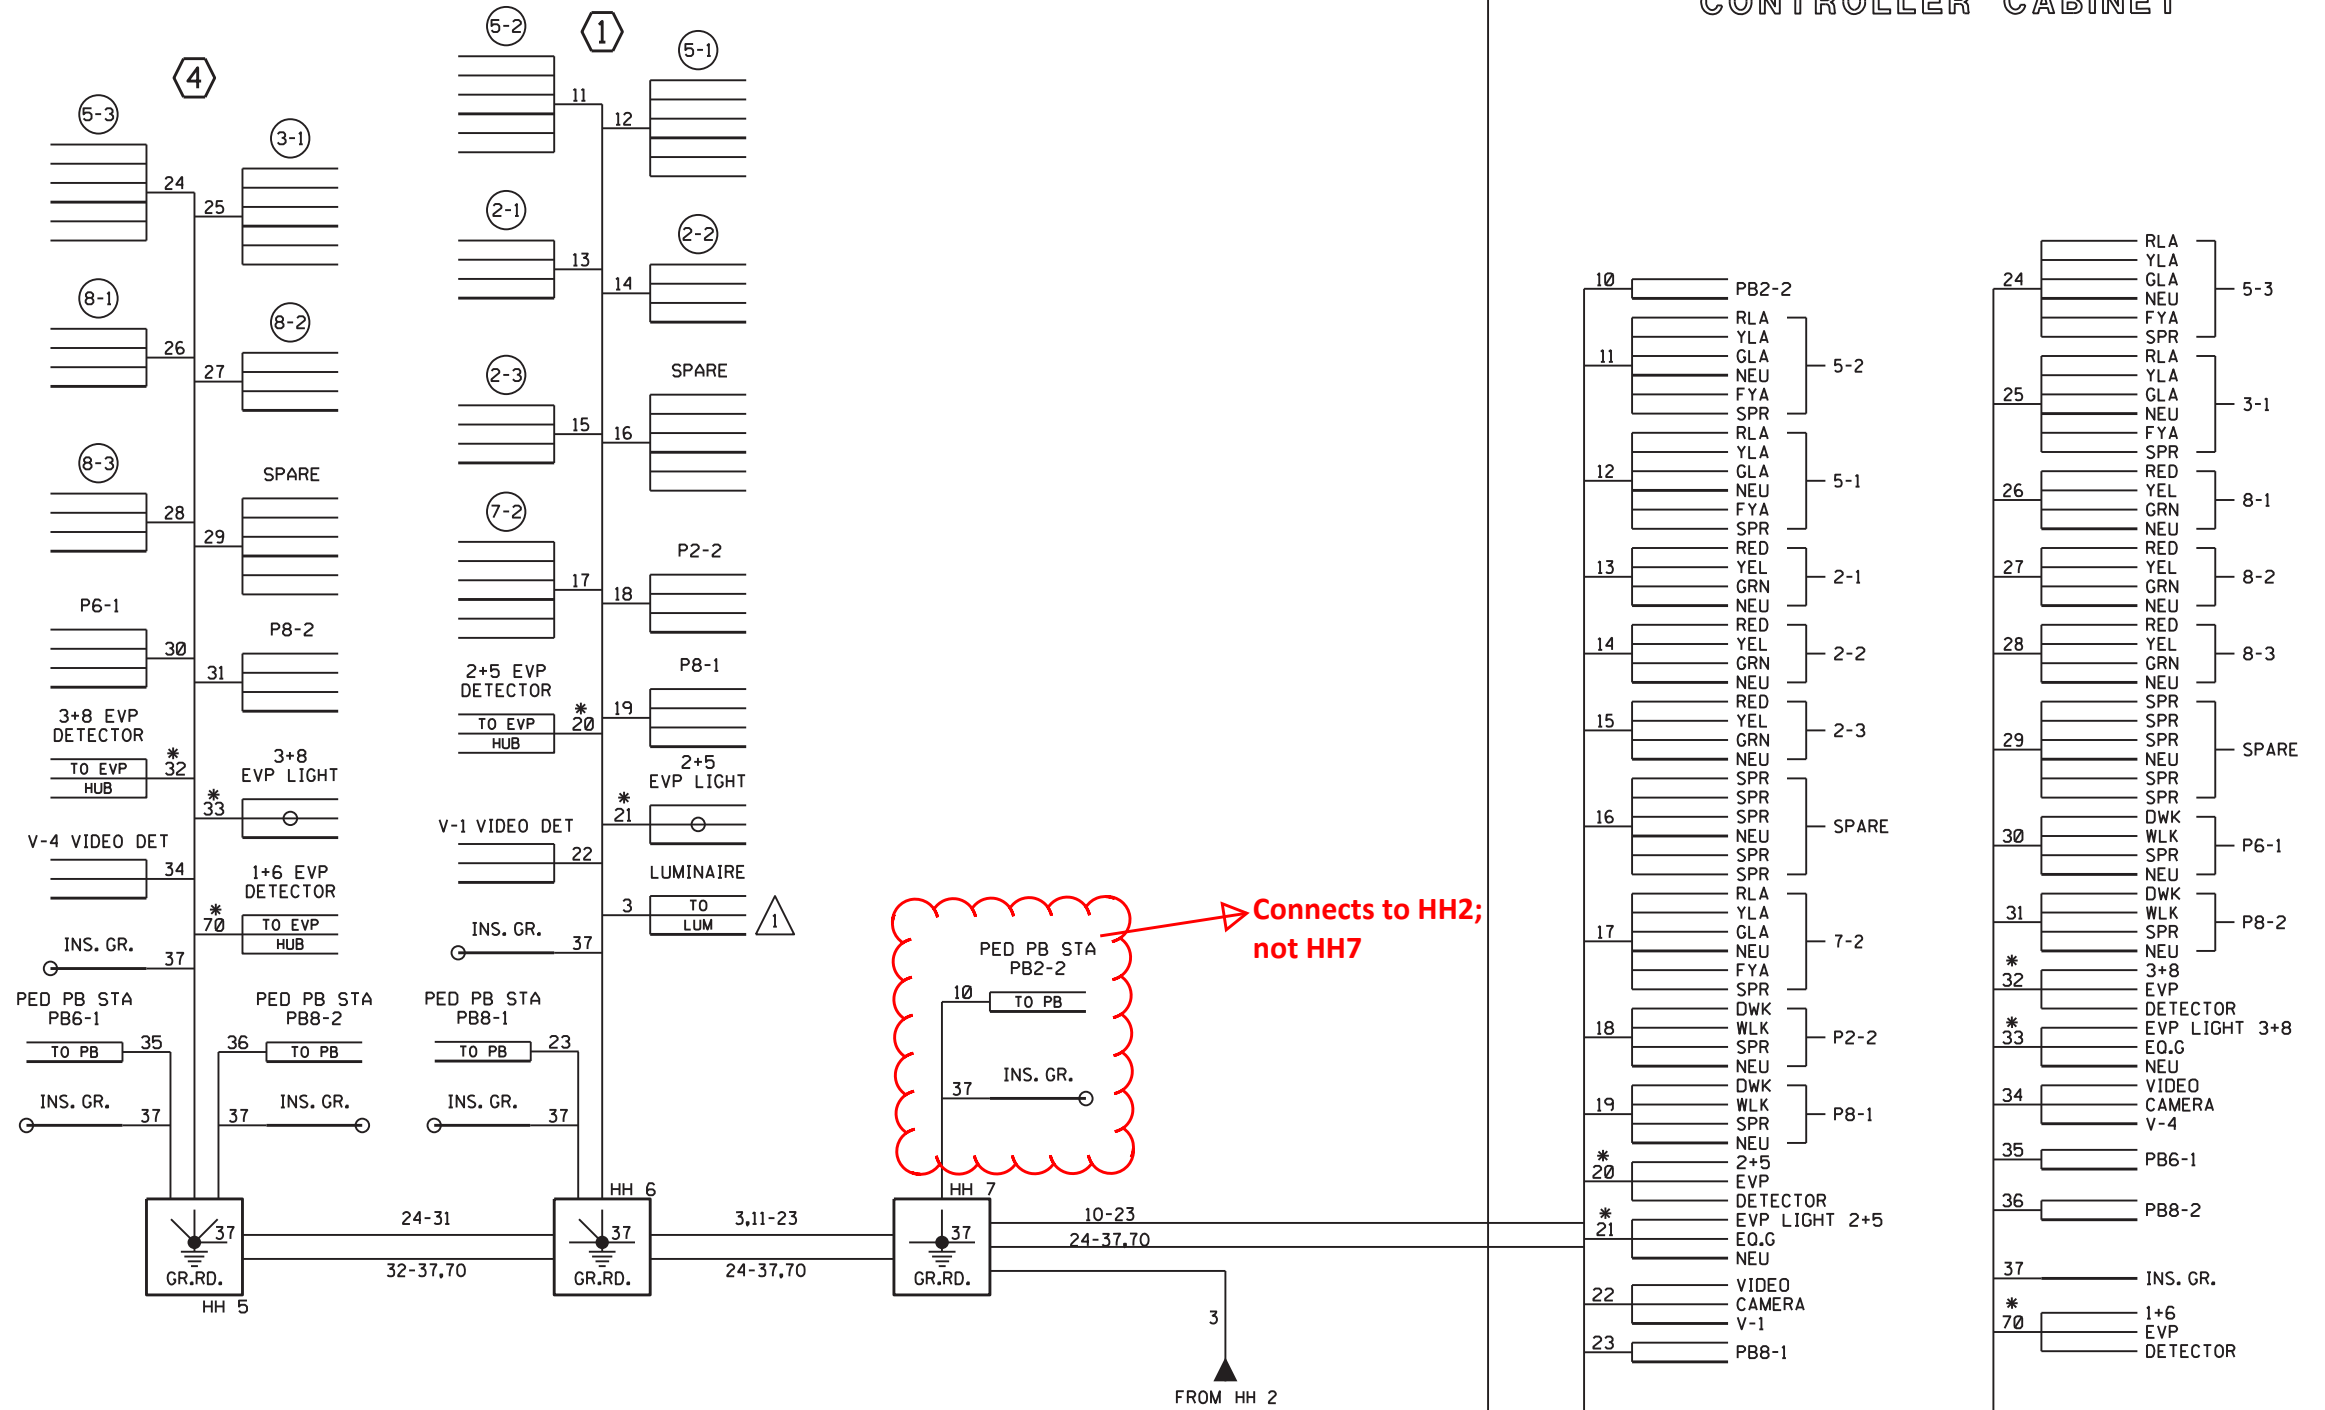 CONTROLLER CABINET
4
5-3
24
3-1
25
8-1
26
8-2
27
8-3
28
SPARE
29
P6-1
30
P8-2
31
3+8 EVP
DETECTOR
*
TO EVP
32
HUB
3+8
EVP LIGHT
*
33
V-4 VIDEO DET
34
1+6 EVP
DETECTOR
*
70
TO EVP
HUB
INS.GR.
37
PED PB STA
PB6-1
TO PB
35
PED PB STA
PB8-2
36
TO PB
INS.GR.
37
37
INS.GR.
37
GR.RD.
HH 5
24-31
32-37,70
1
5-2
11
5-1
12
2-1
13
2-2
14
2-3
15
SPARE
16
7-2
17
P2-2
18
2+5 EVP
DETECTOR
*
TO EVP
20
HUB
P8-1
19
2+5
EVP LIGHT
*
21
V-1 VIDEO DET
22
LUMINAIRE
3
TO
LUM
1
INS.GR.
37
PED PB STA
PB8-1
TO PB
23
INS.GR.
37
HH 6
37
GR.RD.
3,11-23
24-37,70
PED PB STA
PB2-2
10
TO PB
37
INS.GR.
Connects to HH2;
not HH7
HH 7
37
GR.RD.
10-23
24-37,70
3
FROM HH 2
10
PB2-2
RLA
YLA
11
GLA
5-2
NEU
FYA
SPR
RLA
YLA
12
GLA
5-1
NEU
FYA
SPR
RED
13
YEL
2-1
GRN
NEU
RED
14
YEL
2-2
GRN
NEU
RED
15
YEL
2-3
GRN
NEU
SPR
SPR
16
SPR
SPARE
NEU
SPR
SPR
RLA
YLA
17
GLA
7-2
NEU
FYA
SPR
DWK
18
WLK
P2-2
SPR
NEU
DWK
19
WLK
P8-1
SPR
NEU
*
2+5
20
EVP
DETECTOR
*
EVP LIGHT 2+5
21
EQ.G
NEU
VIDEO
22
CAMERA
V-1
23
PB8-1
RLA
YLA
24
GLA
5-3
NEU
FYA
SPR
RLA
YLA
25
GLA
3-1
NEU
FYA
SPR
RED
26
YEL
8-1
GRN
NEU
RED
27
YEL
8-2
GRN
NEU
RED
28
YEL
8-3
GRN
NEU
SPR
SPR
29
SPR
SPARE
NEU
SPR
SPR
DWK
30
WLK
P6-1
SPR
NEU
DWK
31
WLK
P8-2
SPR
NEU
*
3+8
32
EVP
DETECTOR
*
EVP LIGHT 3+8
33
EQ.G
NEU
VIDEO
34
CAMERA
V-4
35
PB6-1
36
PB8-2
37
INS.GR.
*
1+6
70
EVP
DETECTOR